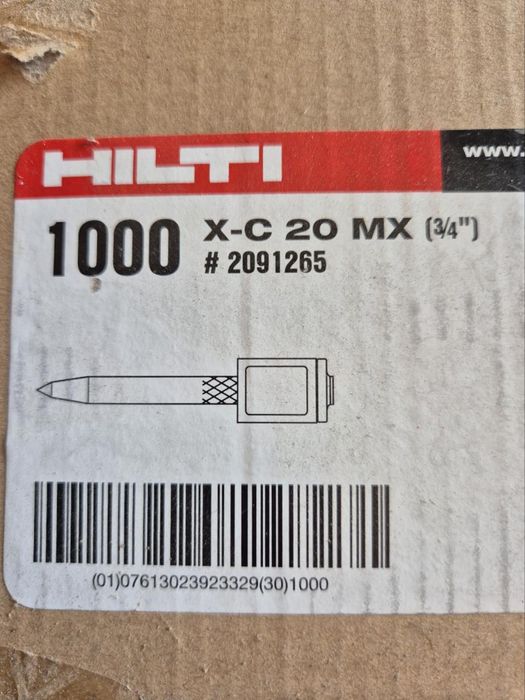 HILTI
www.
1000 X-C 20 MX (3/4")
# 2091265
(01)07613023923329(30)1000